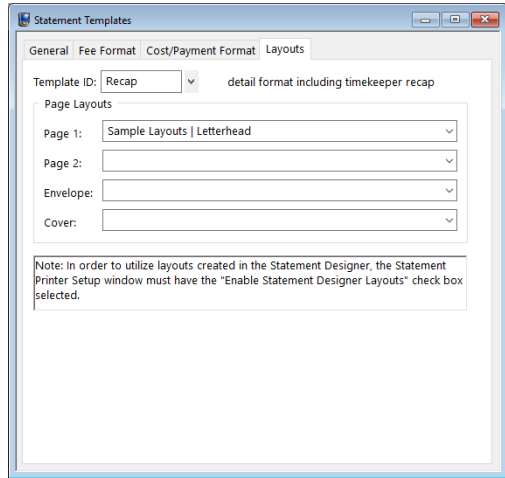 Statement Templates
General Fee Format Cost/Payment Format Layouts
Template ID: Recap detail format including timekeeper recap
Page Layouts
Page 1: Sample Layouts | Letterhead
Page 2:
Envelope:
Cover:
Note: In order to utilize layouts created in the Statement Designer, the Statement
Printer Setup window must have the "Enable Statement Designer Layouts" check box
selected.